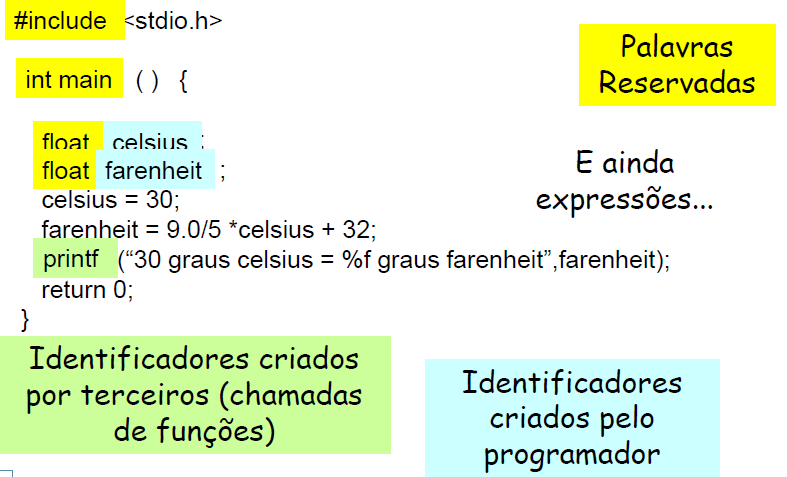 #include <stdio.h>
int main ( ) {
float celsius ;
float farenheit ;
celsius = 30;
farenheit = 9.0/5 *celsius + 32;
printf (“30 graus celsius = %f graus farenheit”,farenheit);
return 0;
}
Palavras
Reservadas
E ainda
expressões...
Identificadores criados
por terceiros (chamadas
de funções)
Identificadores
criados pelo
programador